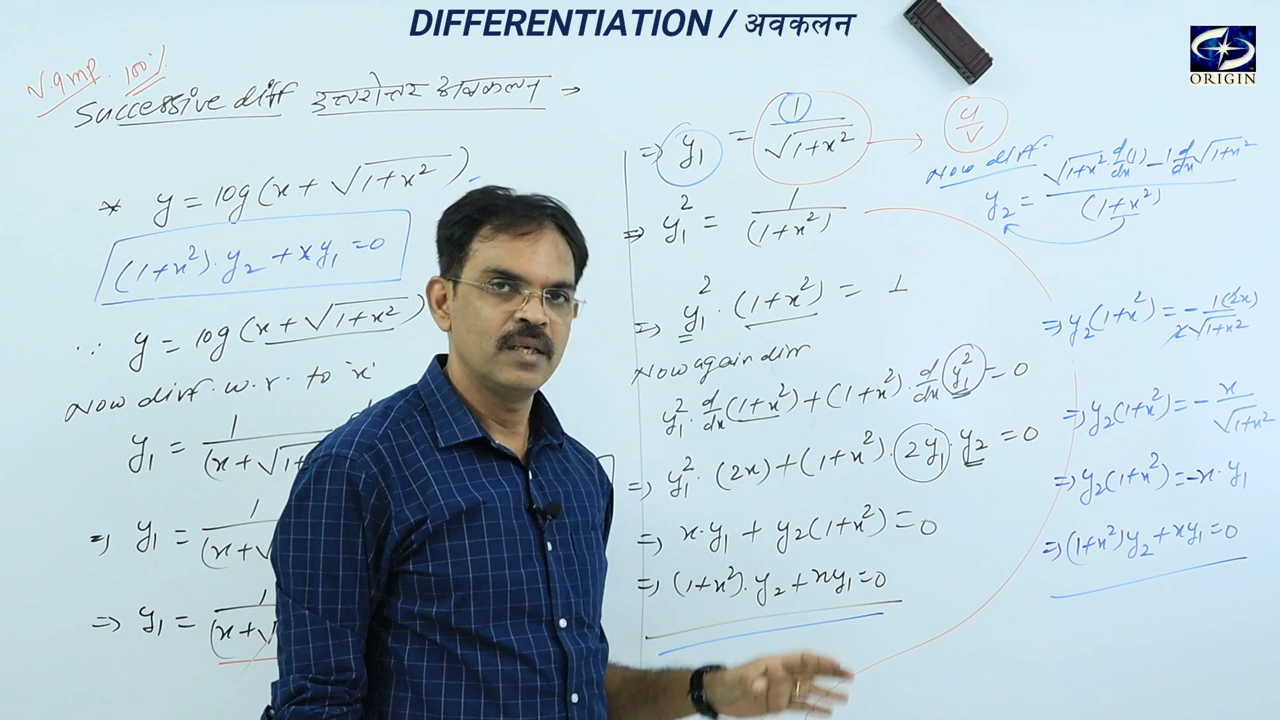 DIFFERENTIATION / अवकलन
ORIGIN
V. Imp. 100%
Successive diff उत्तरोत्तर अवकलन →
* y = log(x + √1+x²)
(1+x²). y₂ + xy₁ = 0
∵ y = log(x + √1+x²)
Now diff. w. r. to 'x'
y₁ = 1/(x + √1+
⇒ y₁ = 1/(x + √
⇒ y₁ = 1/(x + √
⇒ y₁ = 1/√1+x² → u/v
⇒ y₁² = 1/(1+x²)
⇒ y₁² . (1+x²) = 1
Now again diff
y₁². d/dx(1+x²) + (1+x²). d/dx y₁² = 0
⇒ y₁² . (2x) + (1+x²). 2y₁ . y₂ = 0
⇒ x. y₁ + y₂(1+x²) = 0
⇒ (1+x²). y₂ + xy₁ = 0
Now diff.
y₂ = (√1+x² . d/dx(1) − 1 d/dx √1+x²)/(1+x²)
⇒ y₂(1+x²) = − 1(2x)/2√1+x²
⇒ y₂(1+x²) = − x/√1+x²
⇒ y₂(1+x²) = −x. y₁
⇒ (1+x²)y₂ + xy₁ = 0